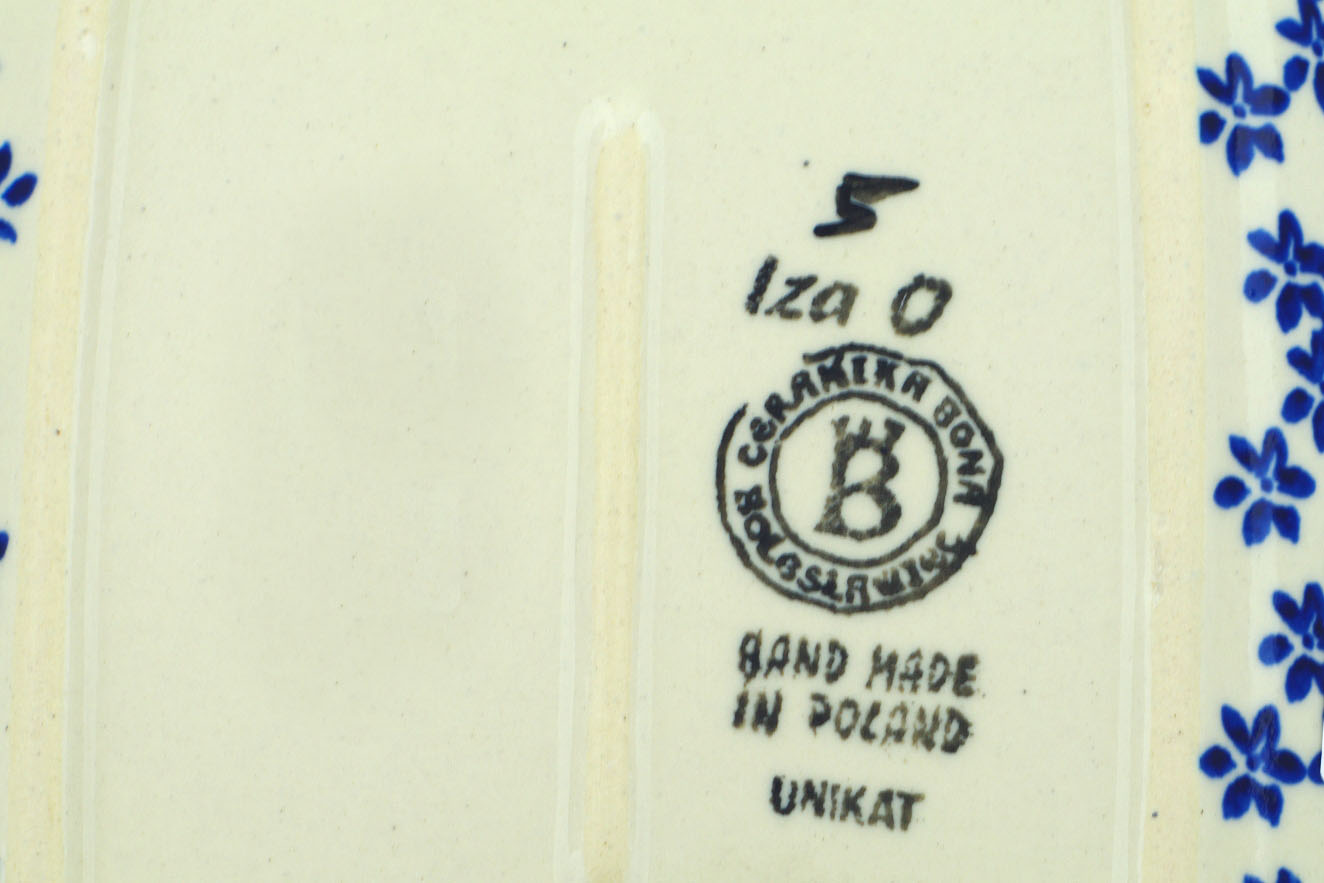 5
Iza O
CERAMIKA BONA
BOLESŁAWIEC
B
HAND MADE
IN POLAND
UNIKAT